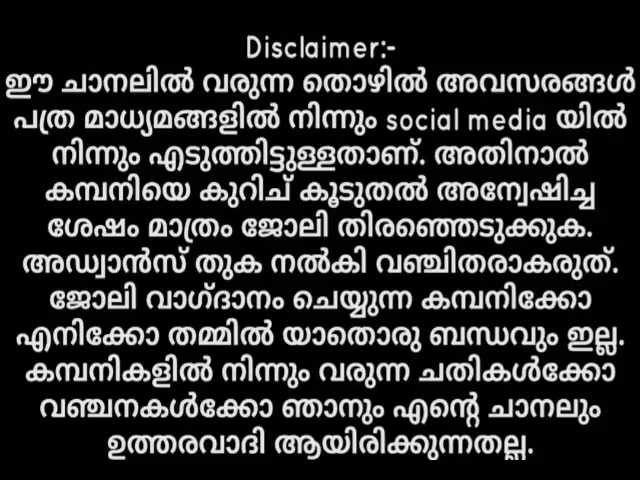 Disclaimer:-
ഈ ചാനലിൽ വരുന്ന തൊഴിൽ അവസരങ്ങൾ
പത്ര മാധ്യമങ്ങളിൽ നിന്നും social media യിൽ
നിന്നും എടുത്തിട്ടുള്ളതാണ്. അതിനാൽ
കമ്പനിയെ കുറിച് കൂടുതൽ അന്വേഷിച്ച
ശേഷം മാത്രം ജോലി തിരഞ്ഞെടുക്കുക.
അഡ്വാൻസ് തുക നൽകി വഞ്ചിതരാകരുത്.
ജോലി വാഗ്ദാനം ചെയ്യുന്ന കമ്പനിക്കോ
എനിക്കോ തമ്മിൽ യാതൊരു ബന്ധവും ഇല്ല.
കമ്പനികളിൽ നിന്നും വരുന്ന ചതികൾക്കോ
വഞ്ചനകൾക്കോ ഞാനും എന്റെ ചാനലും
ഉത്തരവാദി ആയിരിക്കുന്നതല്ല.